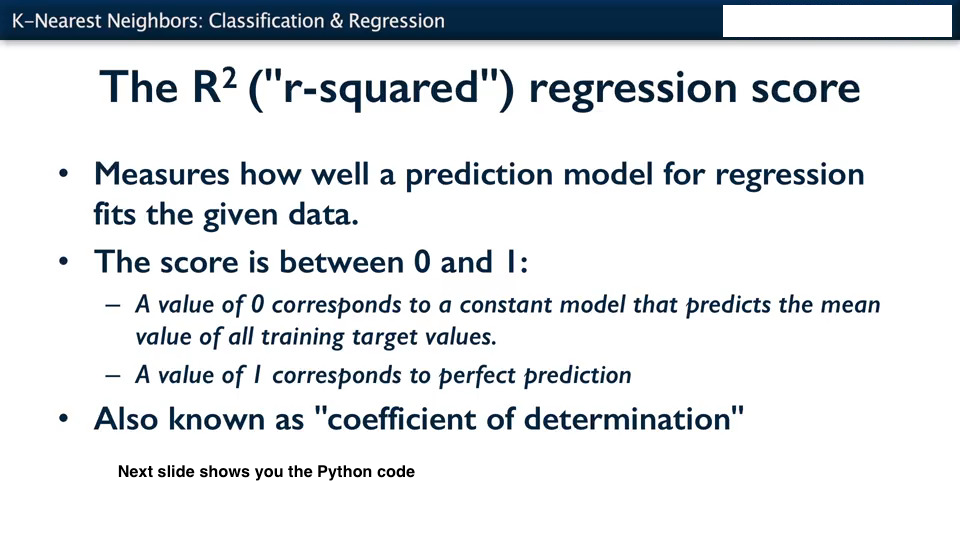 K-Nearest Neighbors: Classification & Regression
The R² ("r-squared") regression score
• Measures how well a prediction model for regression
fits the given data.
• The score is between 0 and 1:
– A value of 0 corresponds to a constant model that predicts the mean
value of all training target values.
– A value of 1 corresponds to perfect prediction
• Also known as "coefficient of determination"
Next slide shows you the Python code